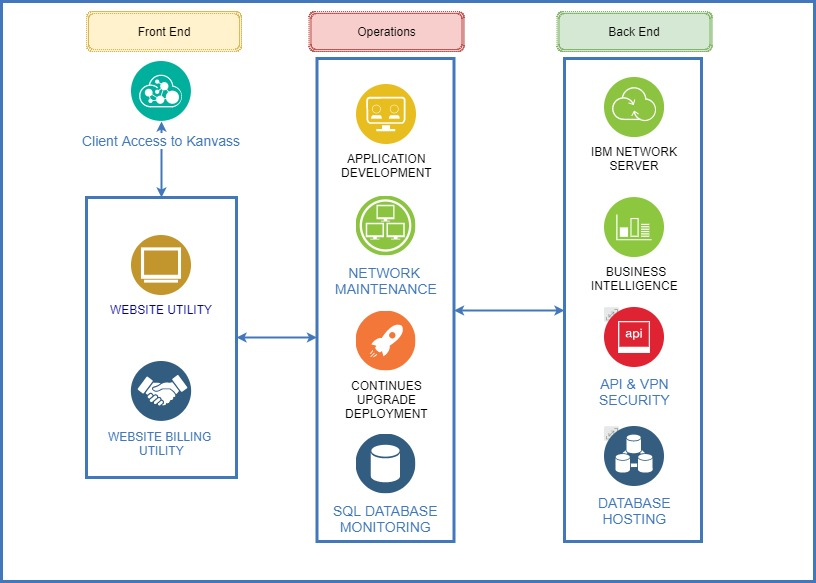 Front End
Client Access to Kanvass
WEBSITE UTILITY
WEBSITE BILLING
UTILITY
Operations
APPLICATION
DEVELOPMENT
NETWORK
MAINTENANCE
CONTINUES
UPGRADE
DEPLOYMENT
SQL DATABASE
MONITORING
Back End
IBM NETWORK
SERVER
BUSINESS
INTELLIGENCE
api
API & VPN
SECURITY
DATABASE
HOSTING